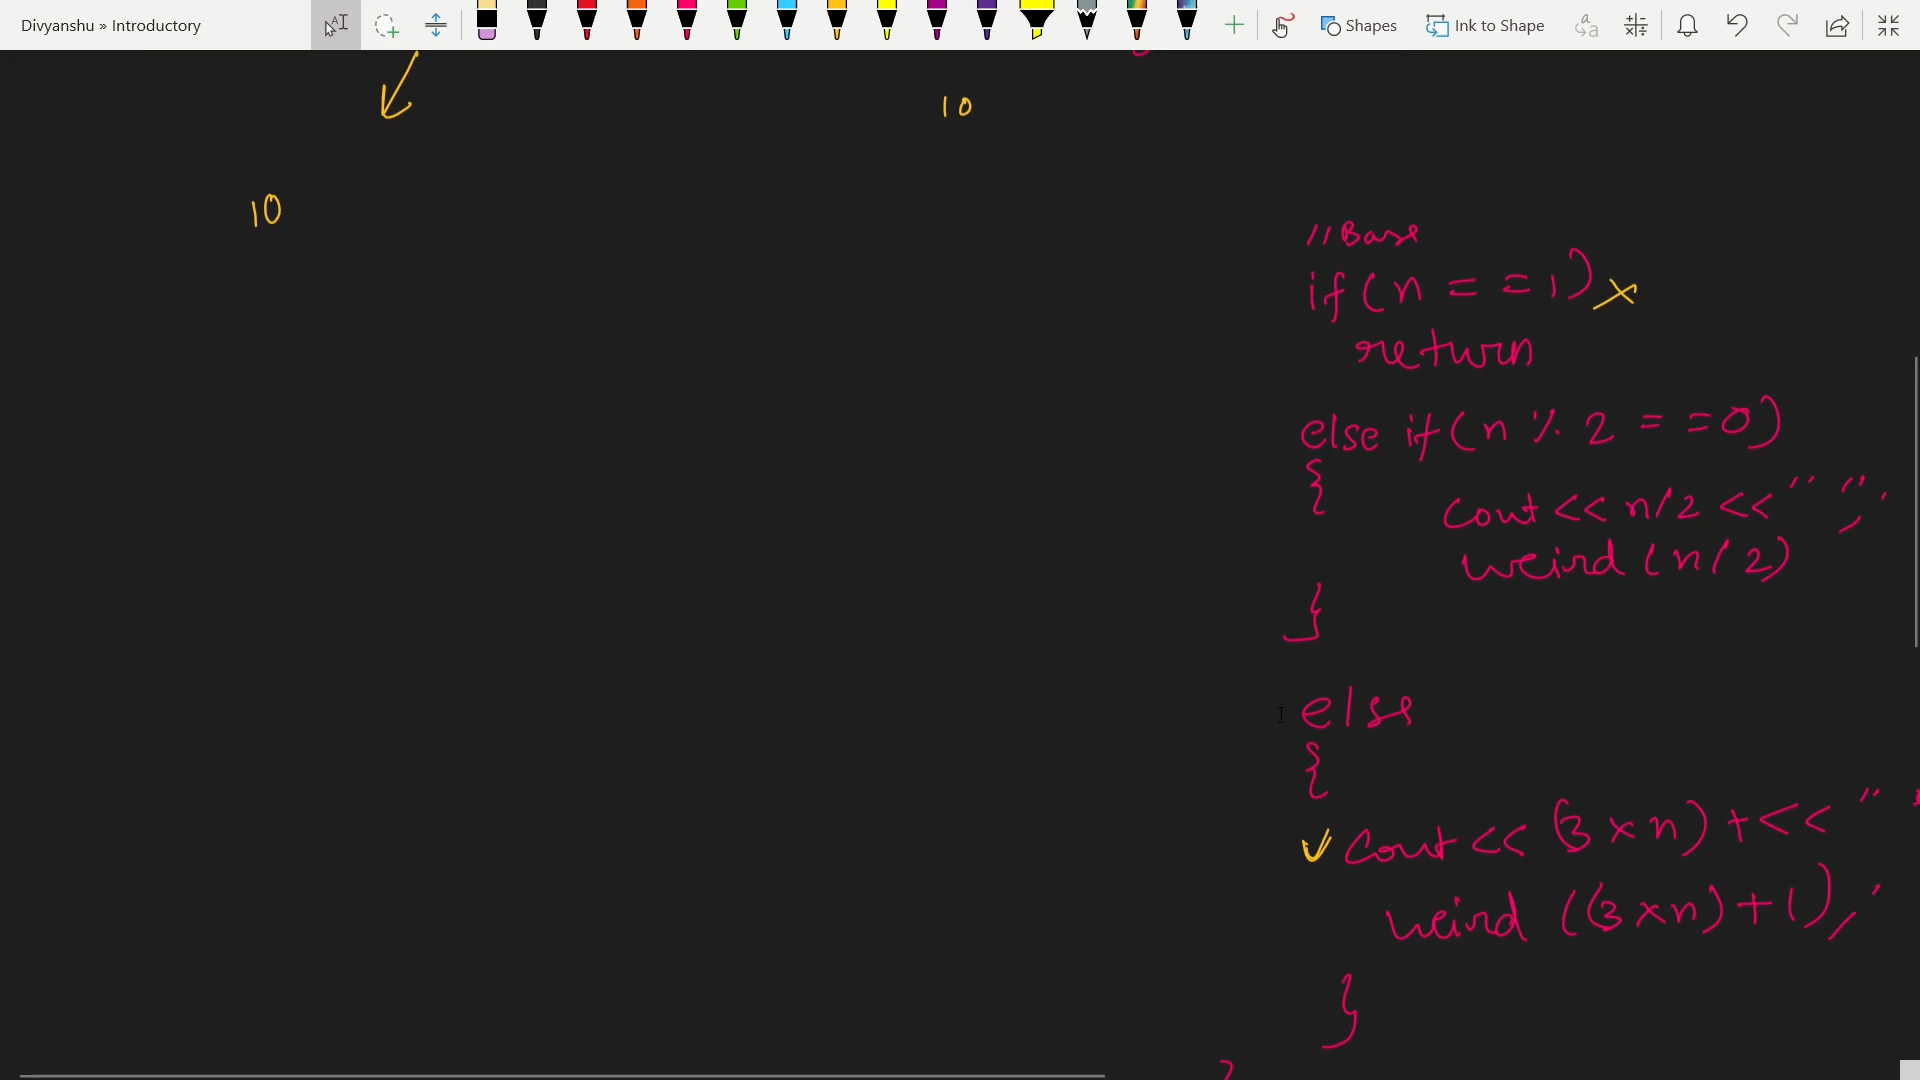 Divyanshu » Introductory
Shapes
Ink to Shape
10
10
//Base
if(n == 1) ×
return
else if(n % 2 == 0)
{
cout << n/2 << " ";
weird (n/2)
}
else
{
✓ cout << (3 × n) + << " "
weird ((3 × n) + 1);
}